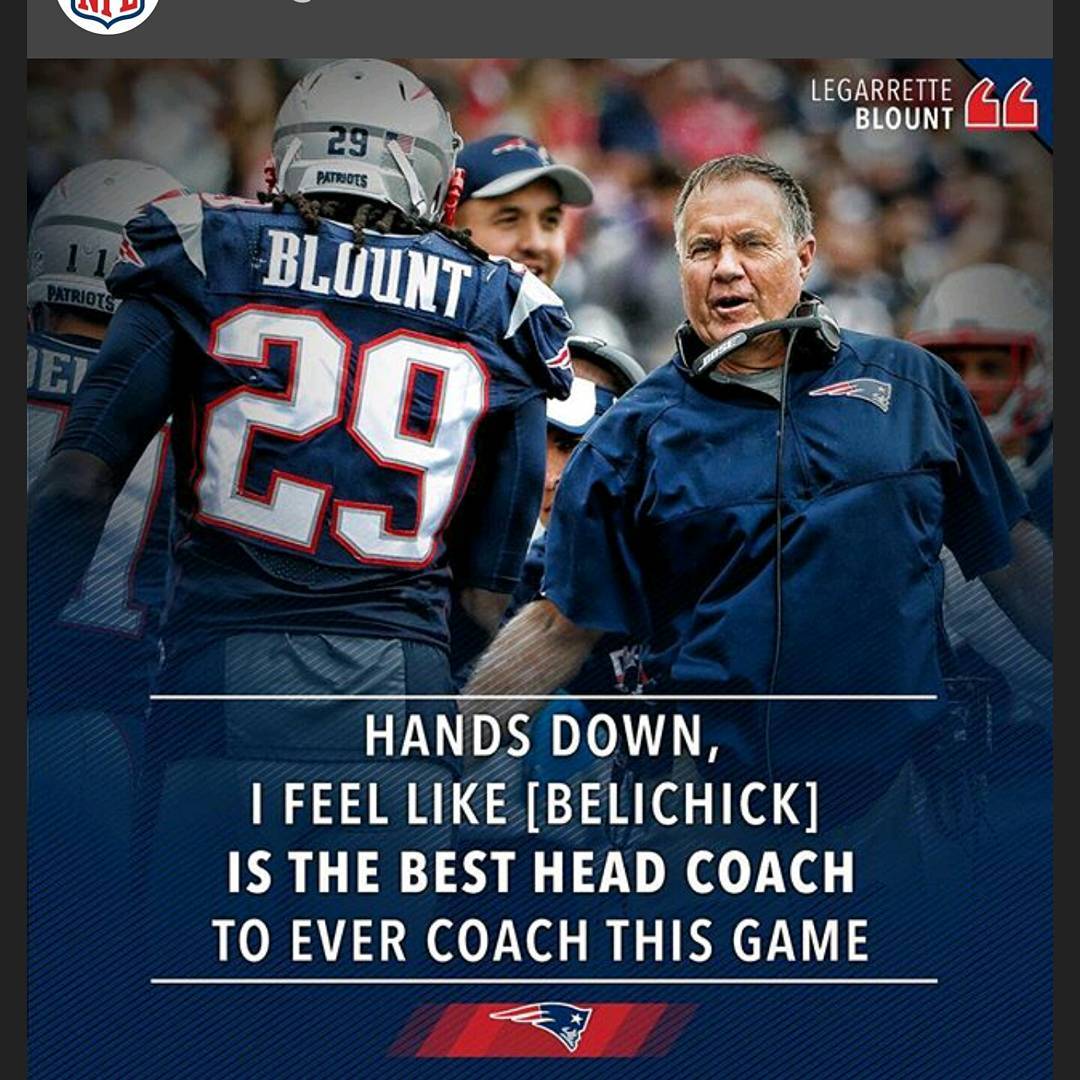 NFL
LEGARRETTE
BLOUNT
29
PATRIOTS
11
PATRIOTS
BLOUNT
29
BOSE
HANDS DOWN,
I FEEL LIKE [BELICHICK]
IS THE BEST HEAD COACH
TO EVER COACH THIS GAME